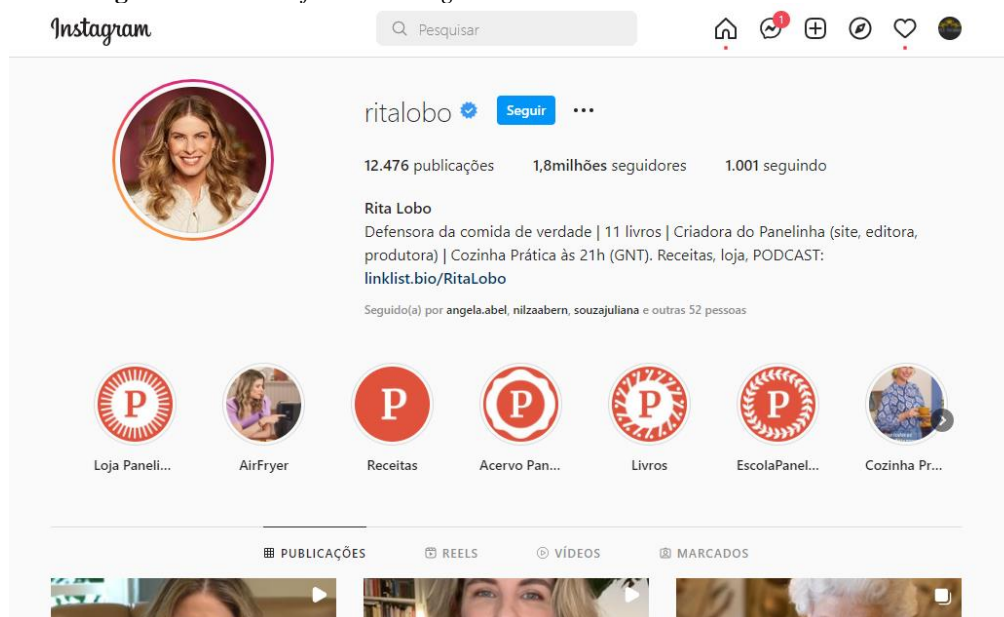 Instagram
Pesquisar
1
ritalobo Seguir
12.476 publicações 1,8milhões seguidores 1.001 seguindo
Rita Lobo
Defensora da comida de verdade | 11 livros | Criadora do Panelinha (site, editora,
produtora) | Cozinha Prática às 21h (GNT). Receitas, loja, PODCAST:
linklist.bio/RitaLobo
Seguido(a) por angela.abel, nilzaabern, souzajuliana e outras 52 pessoas
P P P P P
Loja Paneli... AirFryer Receitas Acervo Pan... Livros EscolaPanel... Cozinha Pr...
PUBLICAÇÕES REELS VÍDEOS MARCADOS